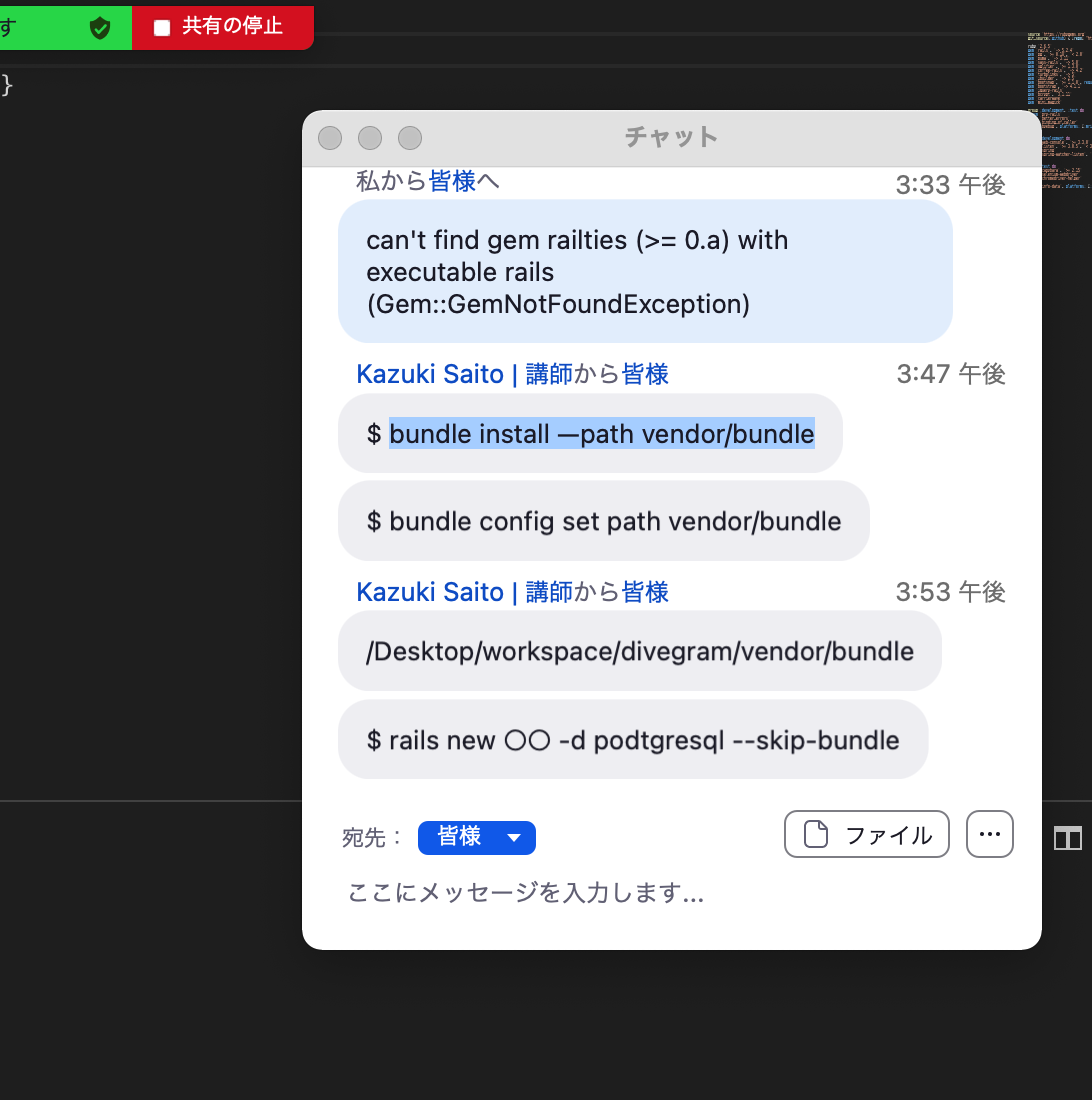 す
共有の停止
}
チャット
私から皆様へ 3:33 午後
can't find gem railties (>= 0.a) with
executable rails
(Gem::GemNotFoundException)
Kazuki Saito | 講師から皆様 3:47 午後
$ bundle install —path vendor/bundle
$ bundle config set path vendor/bundle
Kazuki Saito | 講師から皆様 3:53 午後
/Desktop/workspace/divegram/vendor/bundle
$ rails new 〇〇 -d podtgresql --skip-bundle
宛先： 皆様 ファイル ...
ここにメッセージを入力します...